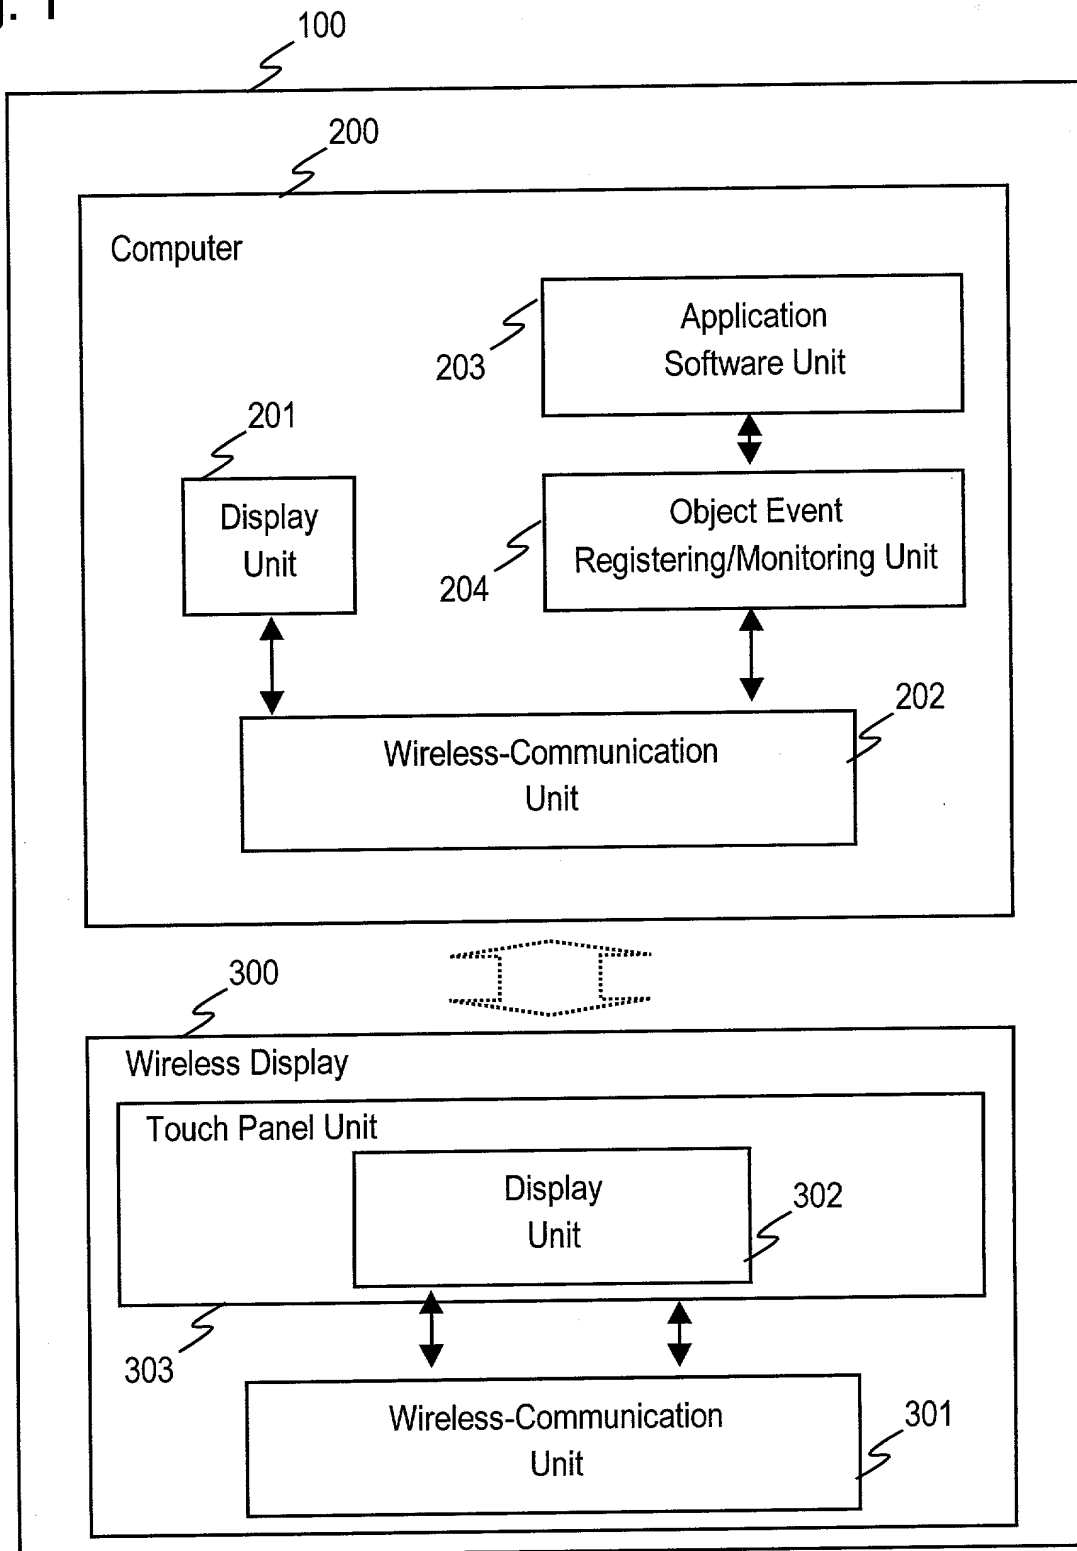 . 1
100
200
Computer
Application
Software Unit
203
201
Display
Unit
Object Event
Registering/Monitoring Unit
204
202
Wireless-Communication
Unit
300
Wireless Display
Touch Panel Unit
Display
Unit
302
303
Wireless-Communication
Unit
301